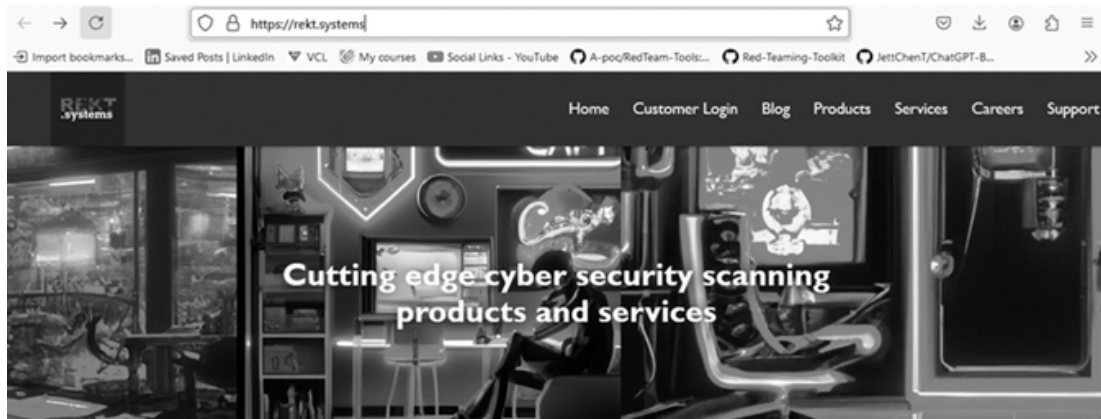 https://rekt.systems
Import bookmarks... Saved Posts | LinkedIn VCL My courses Social Links - YouTube A-poc/RedTeam-Tools:... Red-Teaming-Toolkit JettChenT/ChatGPT-B...
REKT
.systems
Home Customer Login Blog Products Services Careers Support
Cutting edge cyber security scanning
products and services